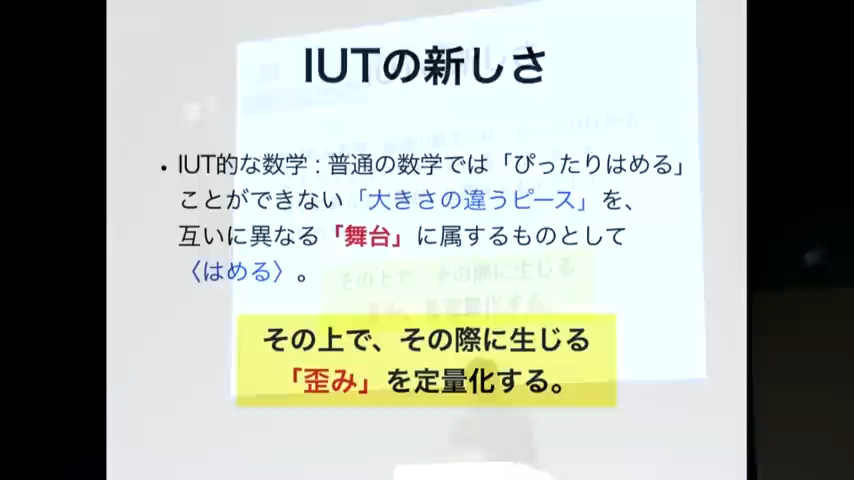 IUTの新しさ
• IUT的な数学 : 普通の数学では「ぴったりはめる」
ことができない「大きさの違うピース」を、
互いに異なる「舞台」に属するものとして
〈はめる〉。
その上で、その際に生じる
「歪み」を定量化する。